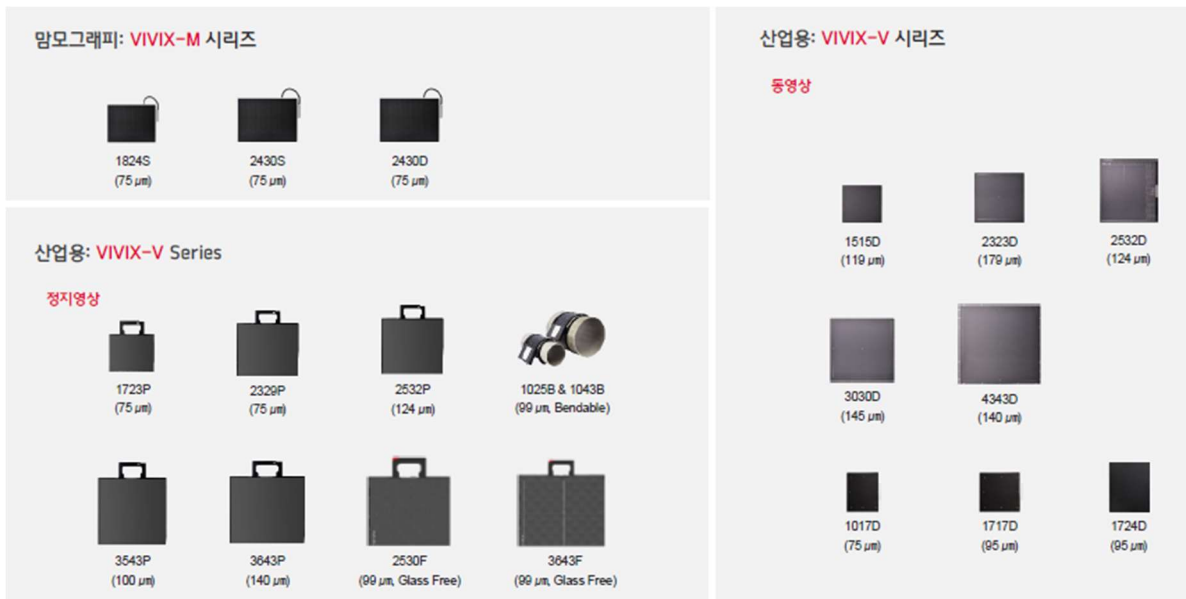 맘모그래피: VIVIX-M 시리즈
1824S
(75 ㎛)
2430S
(75 ㎛)
2430D
(75 ㎛)
산업용: VIVIX-V Series
정지영상
1723P
(75 ㎛)
2329P
(75 ㎛)
2532P
(124 ㎛)
1025B & 1043B
(99 ㎛, Bendable)
3543P
(100 ㎛)
3643P
(140 ㎛)
2530F
(99 ㎛, Glass Free)
3643F
(99 ㎛, Glass Free)
산업용: VIVIX-V 시리즈
동영상
1515D
(119 ㎛)
2323D
(179 ㎛)
2532D
(124 ㎛)
3030D
(145 ㎛)
4343D
(140 ㎛)
1017D
(75 ㎛)
1717D
(95 ㎛)
1724D
(95 ㎛)